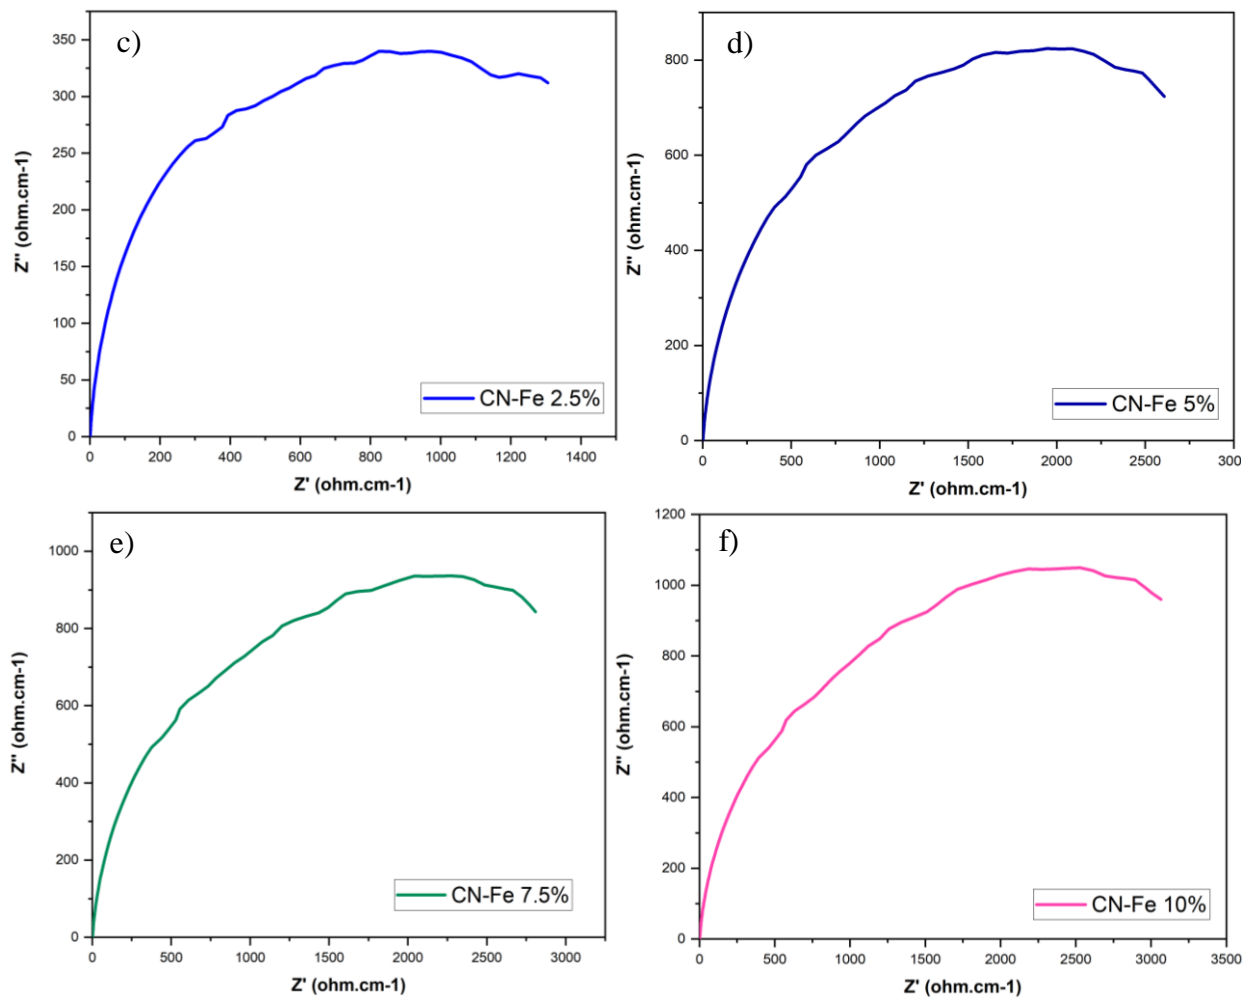 c)
350
300
250
200
150
100
50
0
Z'' (ohm.cm-1)
CN-Fe 2.5%
0 200 400 600 800 1000 1200 1400
Z' (ohm.cm-1)
d)
800
600
400
200
0
Z'' (ohm.cm-1)
CN-Fe 5%
0 500 1000 1500 2000 2500 300
Z' (ohm.cm-1)
e)
1000
800
600
400
200
0
Z'' (ohm.cm-1)
CN-Fe 7.5%
0 500 1000 1500 2000 2500 3000
Z' (ohm.cm-1)
f)
1200
1000
800
600
400
200
0
Z'' (ohm.cm-1)
CN-Fe 10%
0 500 1000 1500 2000 2500 3000 3500
Z' (ohm.cm-1)